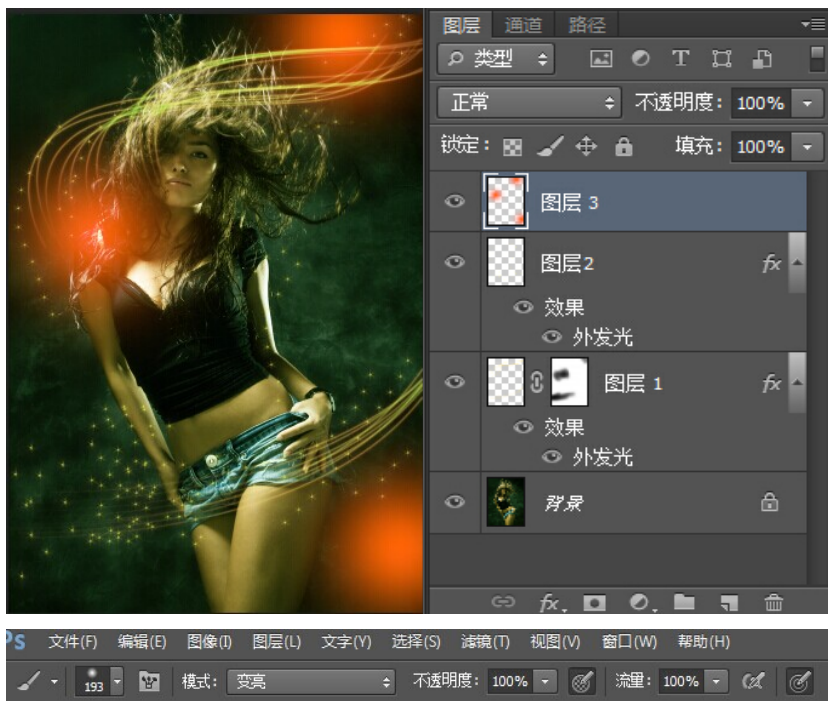 图层 通道 路径
类型 T
正常 不透明度: 100%
锁定: 填充: 100%
图层 3
图层2 fx
效果
外发光
图层 1 fx
效果
外发光
背景
fx.
Ps 文件(F) 编辑(E) 图像(I) 图层(L) 文字(Y) 选择(S) 滤镜(T) 视图(V) 窗口(W) 帮助(H)
193 模式: 变亮 不透明度: 100% 流量: 100%